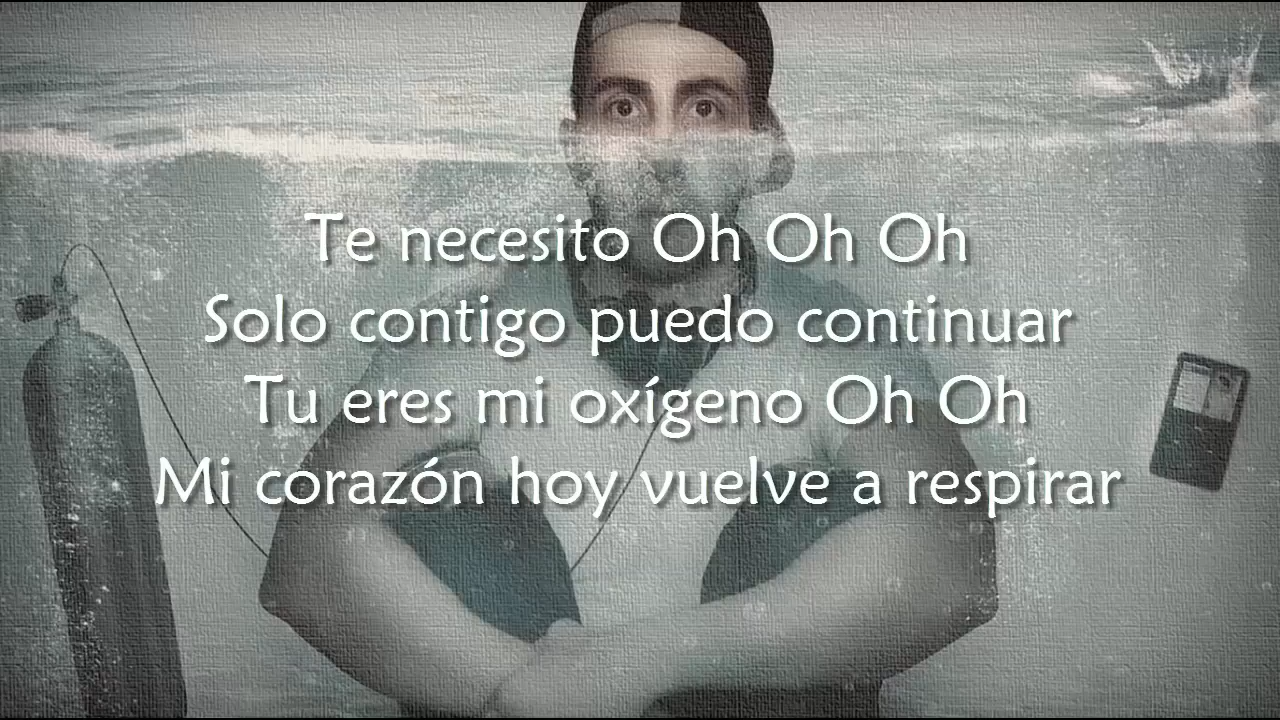 Te necesito Oh Oh Oh
Solo contigo puedo continuar
Tu eres mi oxígeno Oh Oh
Mi corazón hoy vuelve a respirar